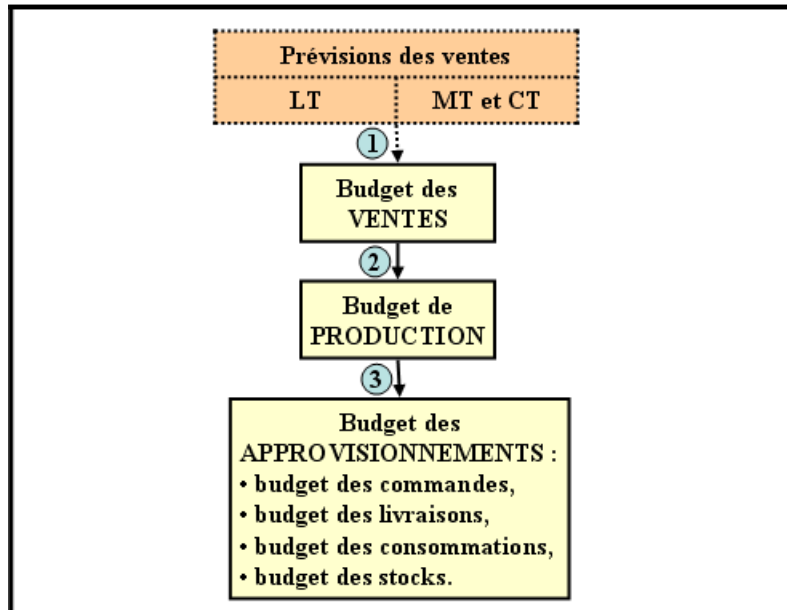 Prévisions des ventes
LT
MT et CT
1
Budget des
VENTES
2
Budget de
PRODUCTION
3
Budget des
APPROVISIONNEMENTS :
• budget des commandes,
• budget des livraisons,
• budget des consommations,
• budget des stocks.